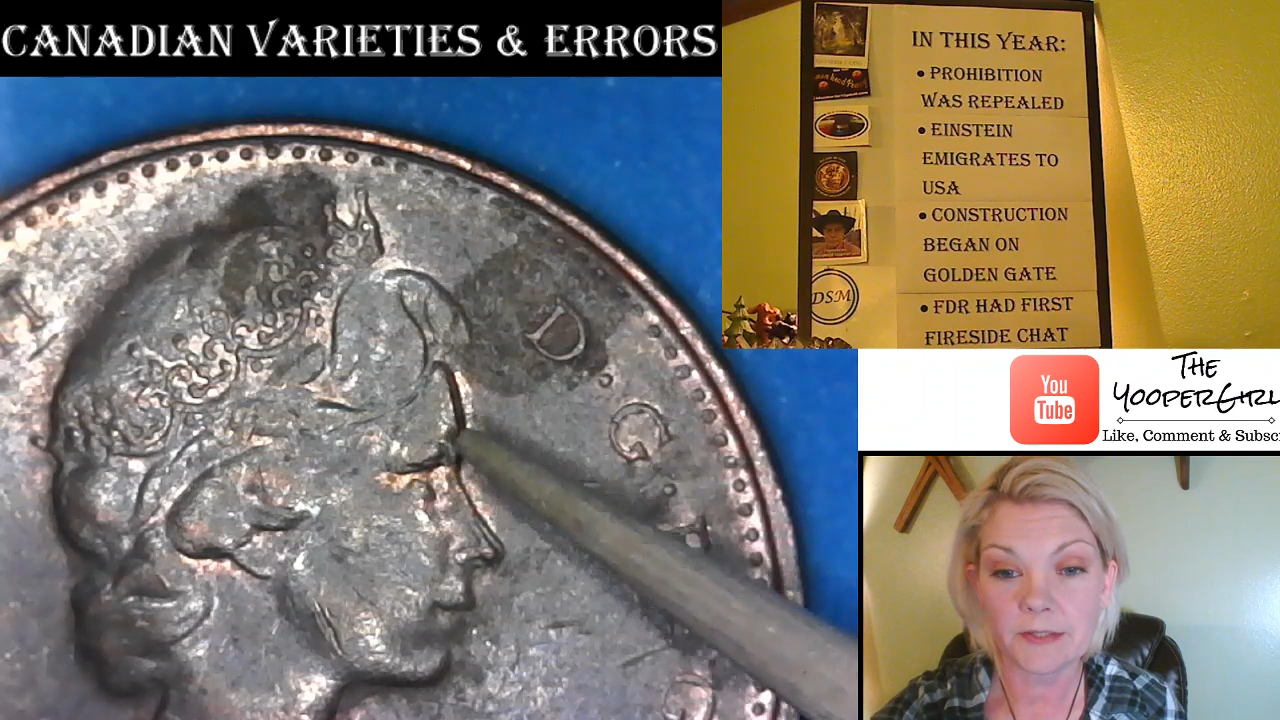 CANADIAN VARIETIES & ERRORS
IN THIS YEAR:
• PROHIBITION
WAS REPEALED
• EINSTEIN
EMIGRATES TO
USA
• CONSTRUCTION
BEGAN ON
GOLDEN GATE
• FDR HAD FIRST
FIRESIDE CHAT
DSM
D
G
You
Tube
THE
YOOPERGIRL
Like, Comment & Subsc